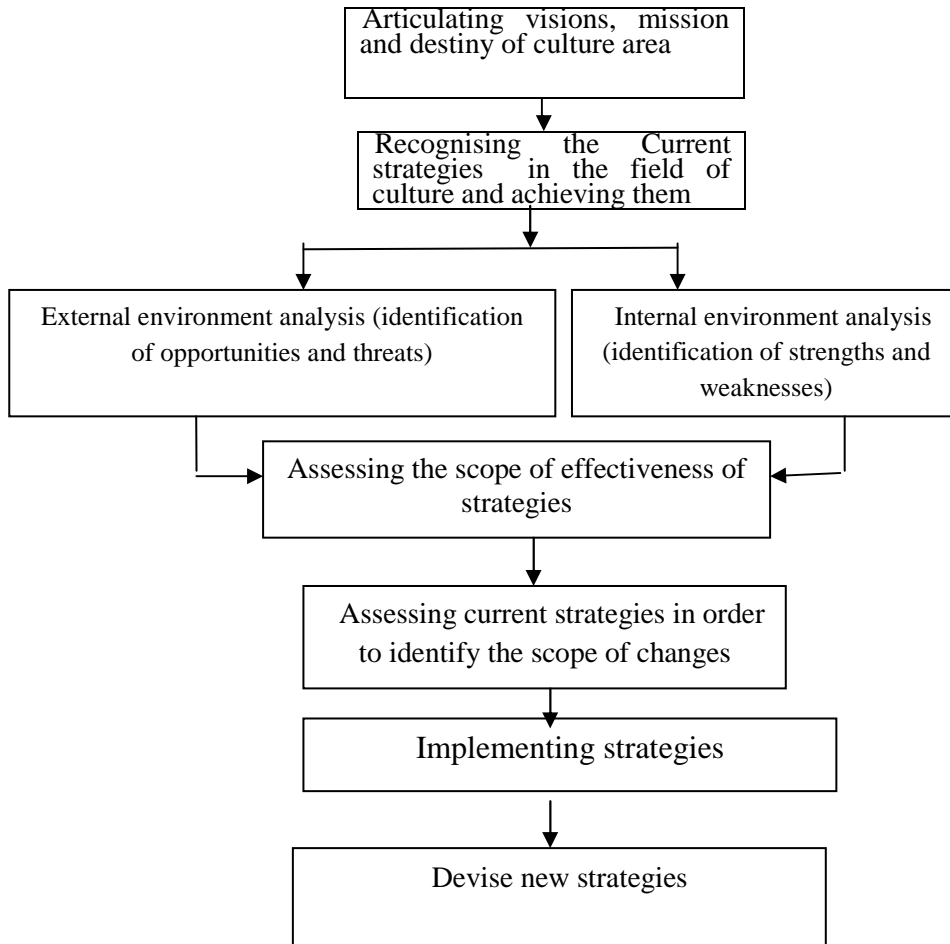 Articulating visions, mission
and destiny of culture area
Recognising the Current
strategies in the field of
culture and achieving them
External environment analysis (identification
of opportunities and threats)
Internal environment analysis
(identification of strengths and
weaknesses)
Assessing the scope of effectiveness of
strategies
Assessing current strategies in order
to identify the scope of changes
Implementing strategies
Devise new strategies